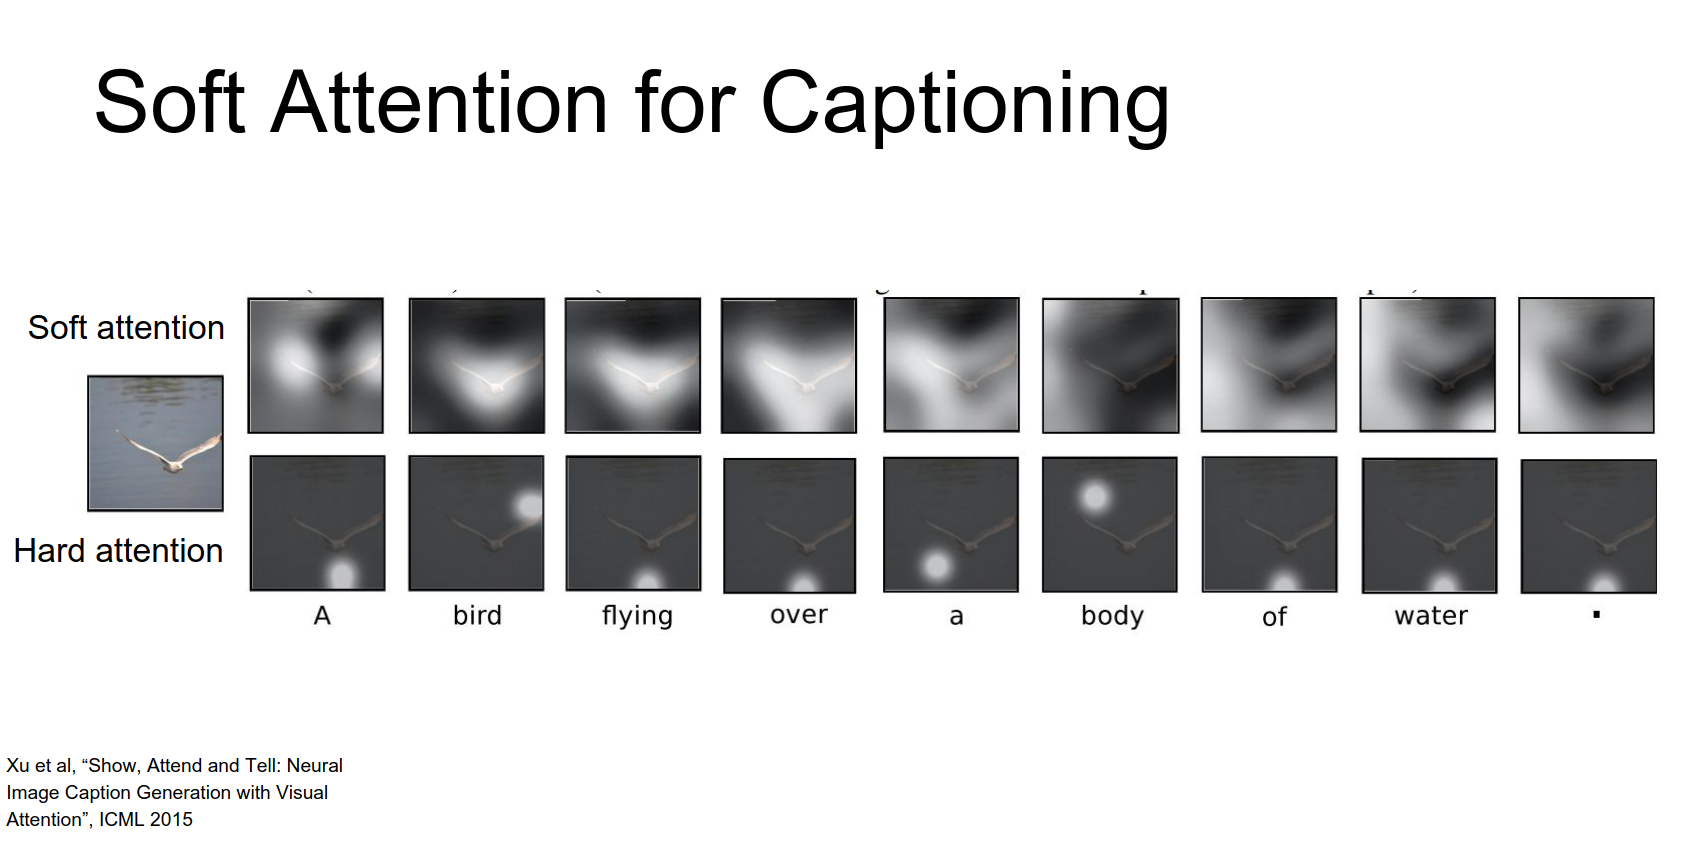 Soft Attention for Captioning
Soft attention
Hard attention
A bird flying over a body of water .
Xu et al, “Show, Attend and Tell: Neural
Image Caption Generation with Visual
Attention”, ICML 2015